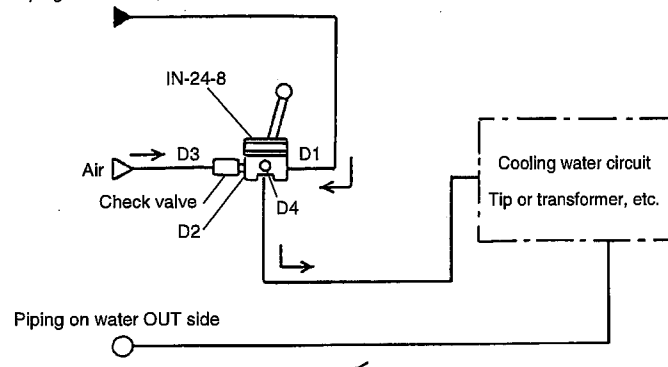 IN-24-8
Air
D3
D1
Check valve
D4
D2
Cooling water circuit
Tip or transformer, etc.
Piping on water OUT side